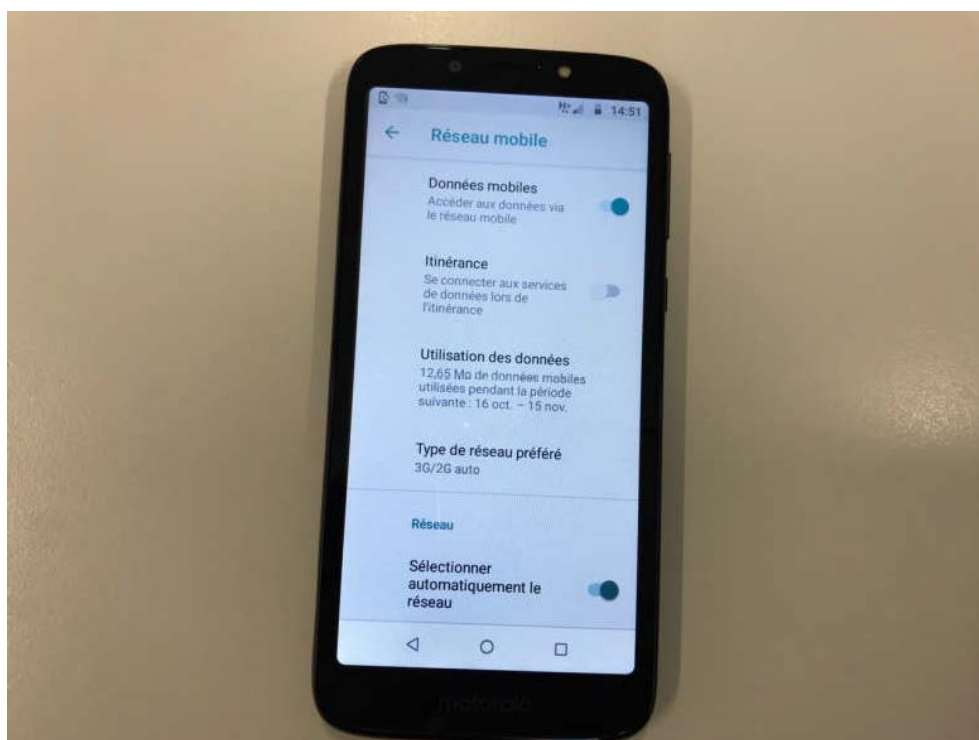 14:51
Réseau mobile
Données mobiles
Accéder aux données via
le réseau mobile
Itinérance
Se connecter aux services
de données lors de
l'itinérance
Utilisation des données
12,65 Mo de données mobiles
utilisées pendant la période
suivante : 16 oct. – 15 nov.
Type de réseau préféré
3G/2G auto
Réseau
Sélectionner
automatiquement le
réseau
motorola